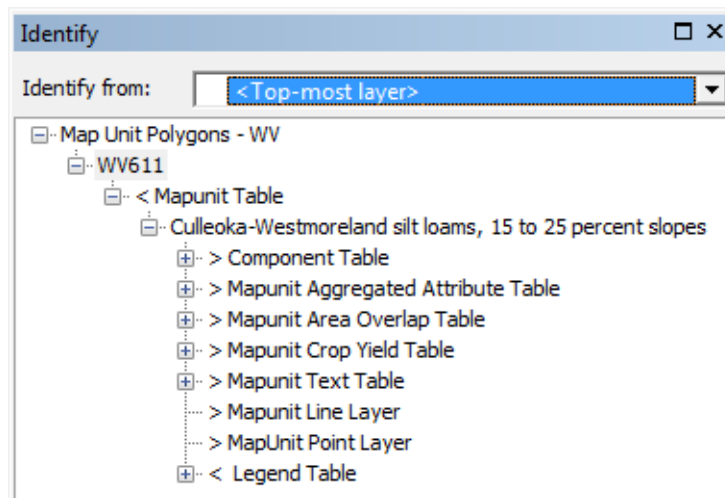 Identify
Identify from: <Top-most layer>
Map Unit Polygons - WV
WV611
< Mapunit Table
Culleoka-Westmoreland silt loams, 15 to 25 percent slopes
> Component Table
> Mapunit Aggregated Attribute Table
> Mapunit Area Overlap Table
> Mapunit Crop Yield Table
> Mapunit Text Table
> Mapunit Line Layer
> MapUnit Point Layer
< Legend Table